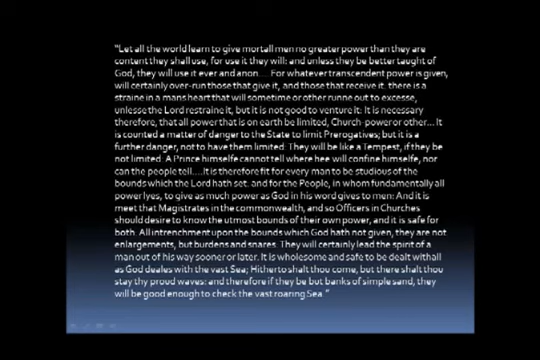 "Let all the world learn to give mortall men no greater power than they are
content they shall use, for use it they will: and unless they be better taught of
God, they will use it ever and anon.... For whatever transcendent power is given,
will certainly over-run those that give it, and those that receive it: there is a
straine in a mans heart that will sometime or other runne out to excesse,
unlesse the Lord restraine it, but it is not good to venture it: It is necessary
therefore, that all power that is on earth be limited, Church-power or other... It
is counted a matter of danger to the State to limit Prerogatives; but it is a
further danger, not to have them limited: They will be like a Tempest, if they be
not limited: A Prince himselfe cannot tell where hee will confine himselfe, nor
can the people tell.... It is therefore fit for every man to be studious of the
bounds which the Lord hath set: and for the People, in whom fundamentally all
power lyes, to give as much power as God in his word gives to men: And it is
meet that Magistrates in the commonwealth, and so Officers in Churches
should desire to know the utmost bounds of their own power, and it is safe for
both: All intrenchment upon the bounds which God hath not given, they are not
enlargements, but burdens and snares: They will certainly lead the spirit of a
man out of his way sooner or later. It is wholesome and safe to be dealt withall
as God deales with the vast Sea; Hitherto shalt thou come, but there shalt thou
stay thy proud waves: and therefore if they be but banks of simple sand, they
will be good enough to check the vast roaring Sea."